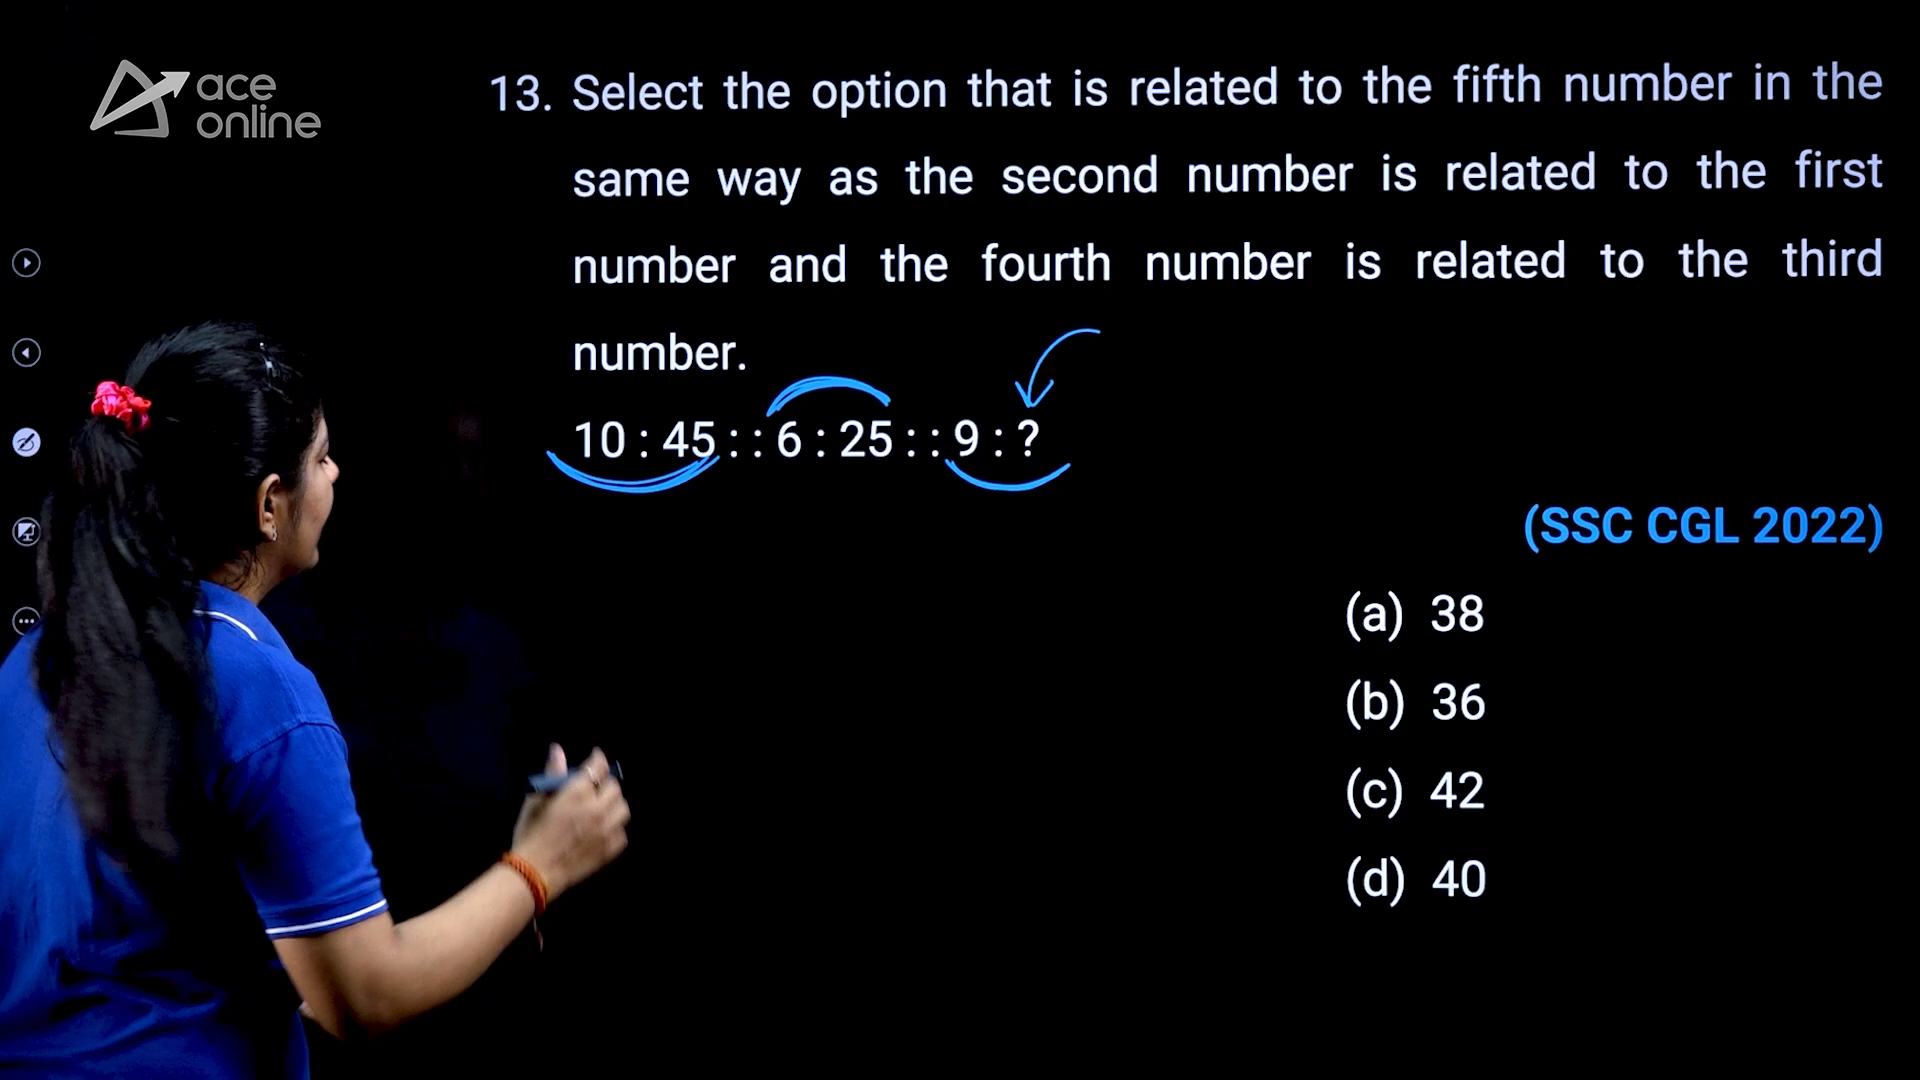 ace
online
13. Select the option that is related to the fifth number in the
same way as the second number is related to the first
number and the fourth number is related to the third
number.
10 : 45 : : 6 : 25 : : 9 : ?
(SSC CGL 2022)
(a) 38
(b) 36
(c) 42
(d) 40